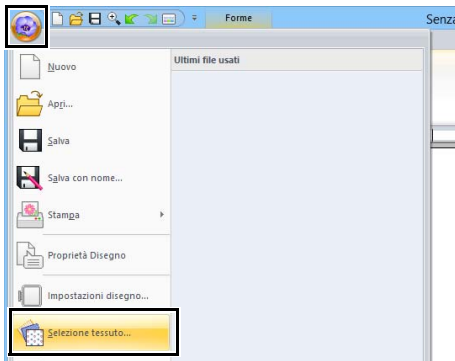 Forme
Senza
Ultimi file usati
Nuovo
Apri...
Salva
Salva con nome...
Stampa
Proprietà Disegno
Impostazioni disegno...
Selezione tessuto...